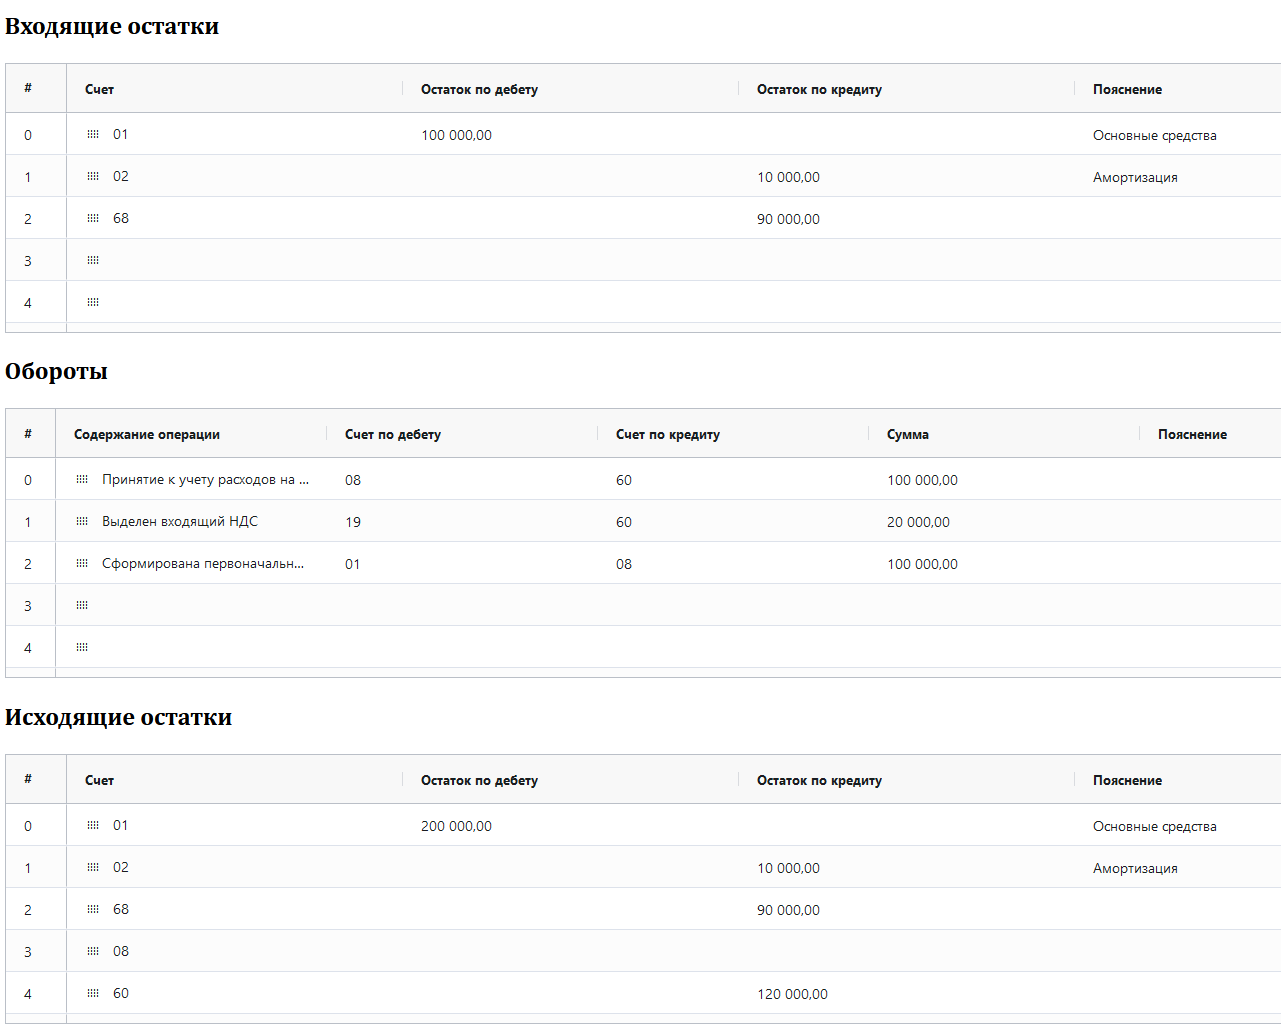 Входящие остатки
# Счет Остаток по дебету Остаток по кредиту Пояснение
0 01 100 000,00 Основные средства
1 02 10 000,00 Амортизация
2 68 90 000,00
3
4
Обороты
# Содержание операции Счет по дебету Счет по кредиту Сумма Пояснение
0 Принятие к учету расходов на ... 08 60 100 000,00
1 Выделен входящий НДС 19 60 20 000,00
2 Сформирована первоначальн... 01 08 100 000,00
3
4
Исходящие остатки
# Счет Остаток по дебету Остаток по кредиту Пояснение
0 01 200 000,00 Основные средства
1 02 10 000,00 Амортизация
2 68 90 000,00
3 08
4 60 120 000,00